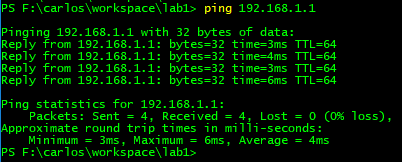 PS F:\carlos\workspace\lab1> ping 192.168.1.1
Pinging 192.168.1.1 with 32 bytes of data:
Reply from 192.168.1.1: bytes=32 time=3ms TTL=64
Reply from 192.168.1.1: bytes=32 time=4ms TTL=64
Reply from 192.168.1.1: bytes=32 time=3ms TTL=64
Reply from 192.168.1.1: bytes=32 time=6ms TTL=64
Ping statistics for 192.168.1.1:
    Packets: Sent = 4, Received = 4, Lost = 0 (0% loss),
Approximate round trip times in milli-seconds:
    Minimum = 3ms, Maximum = 6ms, Average = 4ms
PS F:\carlos\workspace\lab1>